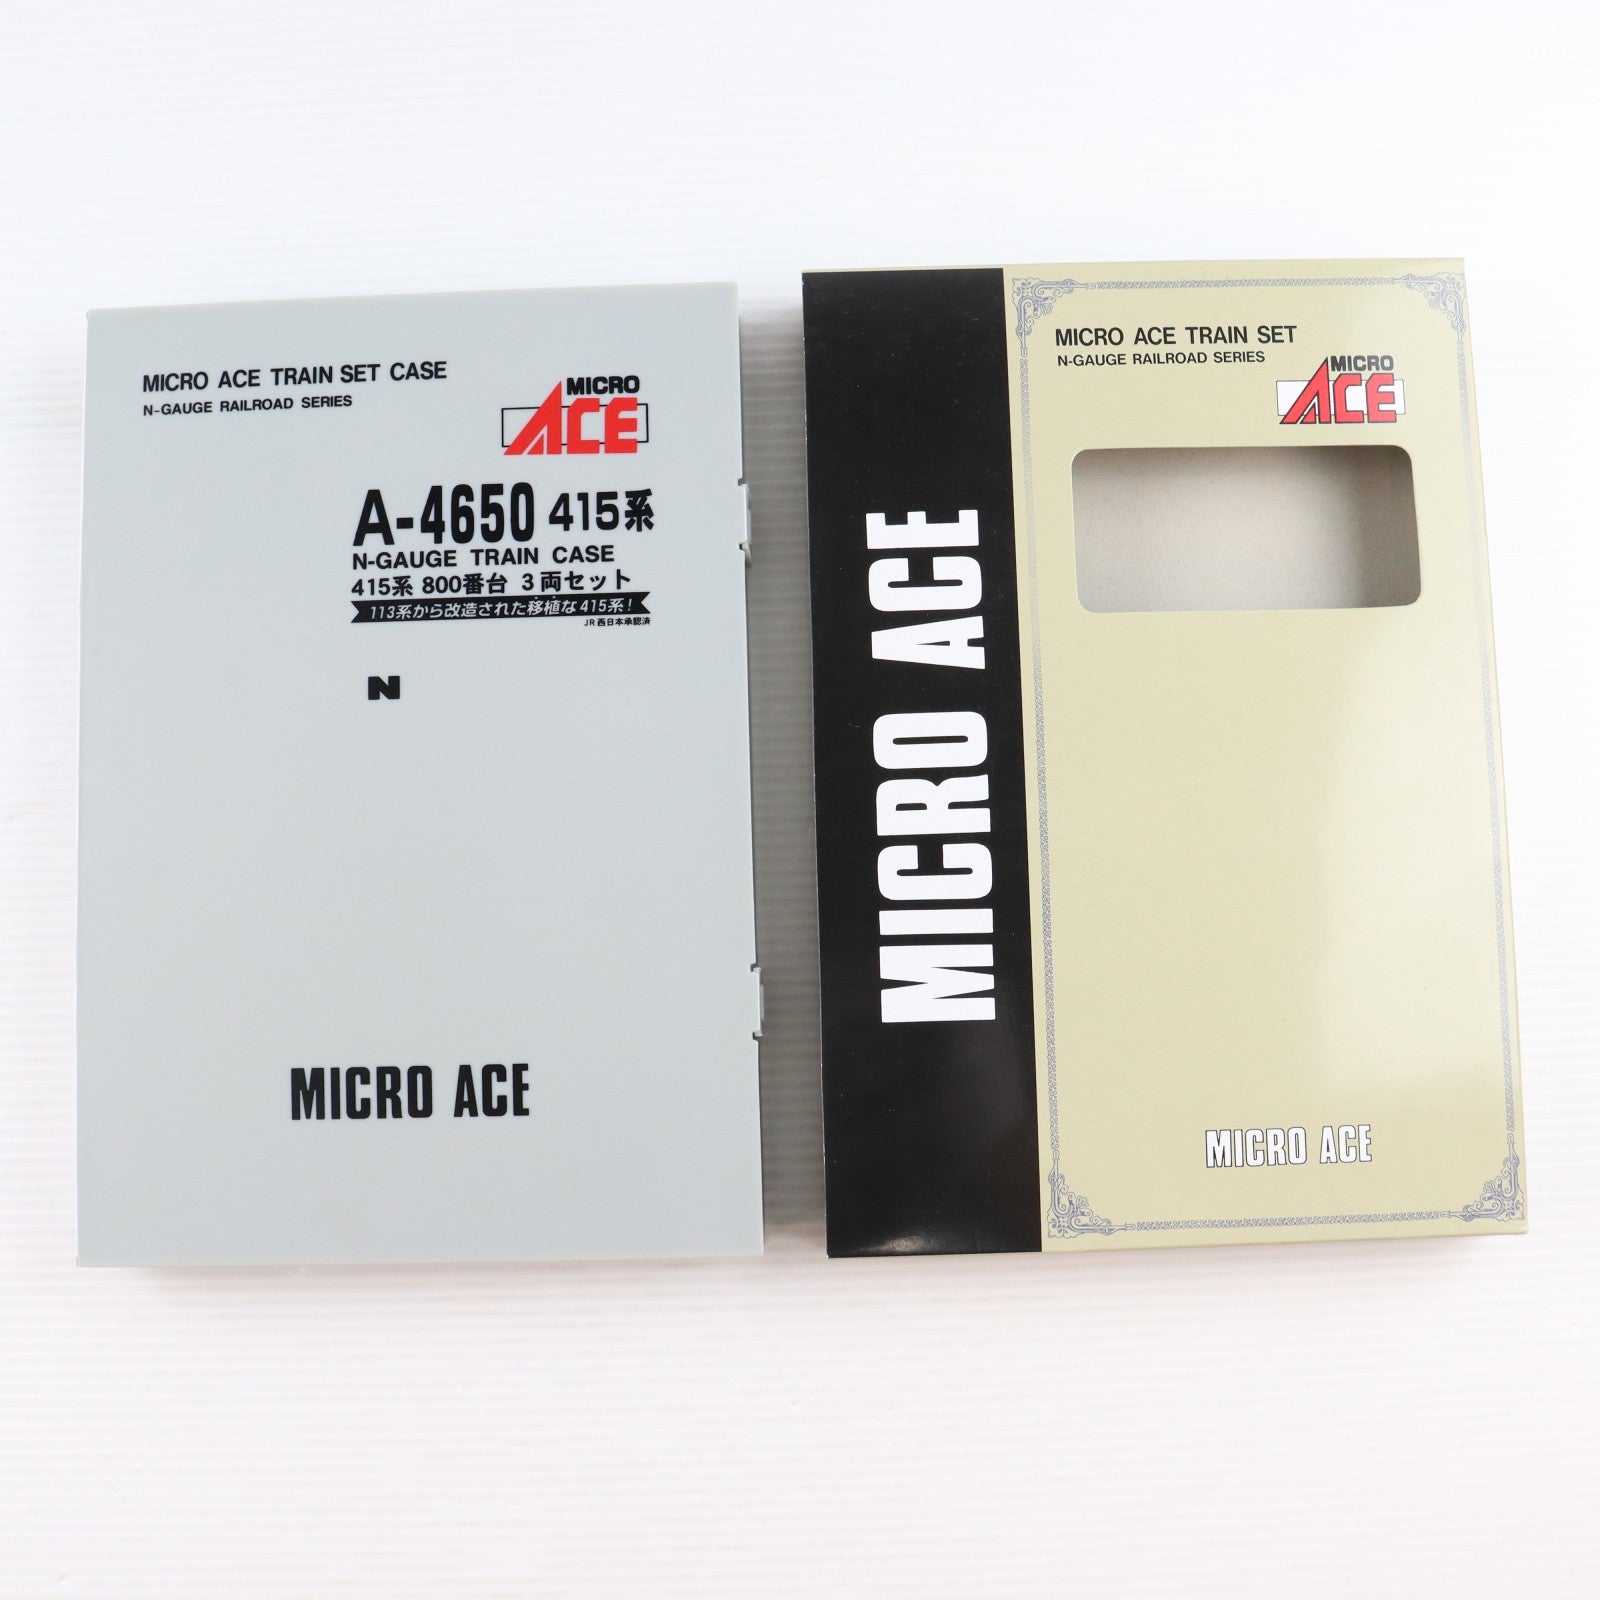 MICRO ACE TRAIN SET CASE
N-GAUGE RAILROAD SERIES
MICRO
ACE
A-4650 415系
N-GAUGE TRAIN CASE
415系 800番台 3両セット
113系から改造された移植な415系!
JR西日本承認済
N
MICRO ACE
MICRO ACE
MICRO ACE TRAIN SET
N-GAUGE RAILROAD SERIES
MICRO
ACE
MICRO ACE